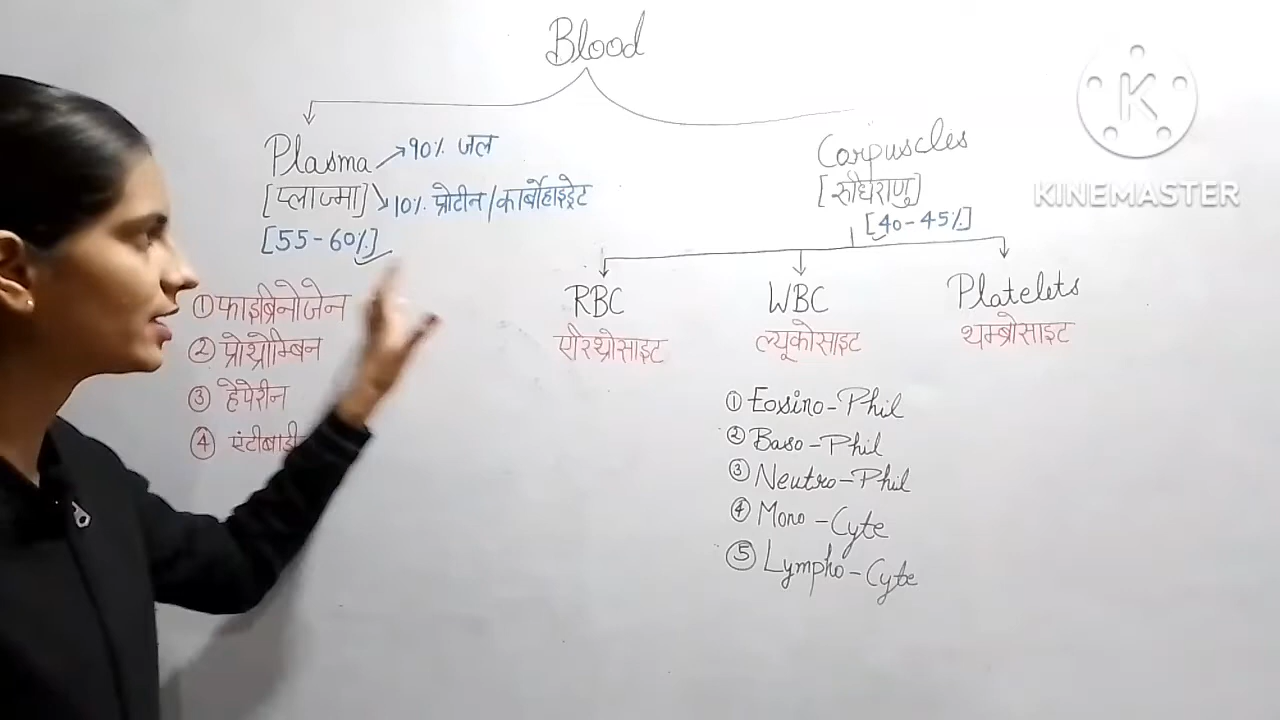 Blood
Plasma → 90% जल
[प्लाज्मा] → 10% प्रोटीन/कार्बोहाइड्रेट
[55-60%]
① फाइब्रिनोजेन
② प्रोथ्रोम्बिन
③ हेपेरीन
④ एंटीबाडी
Corpuscles
[रुधिराणु]
[40-45%]
RBC
एरिथ्रोसाइट
WBC
ल्यूकोसाइट
① Eosino-Phil
② Baso-Phil
③ Neutro-Phil
④ Mono-Cyte
⑤ Lympho-Cyte
Platelets
थम्ब्रोसाइट
K
KINEMASTER